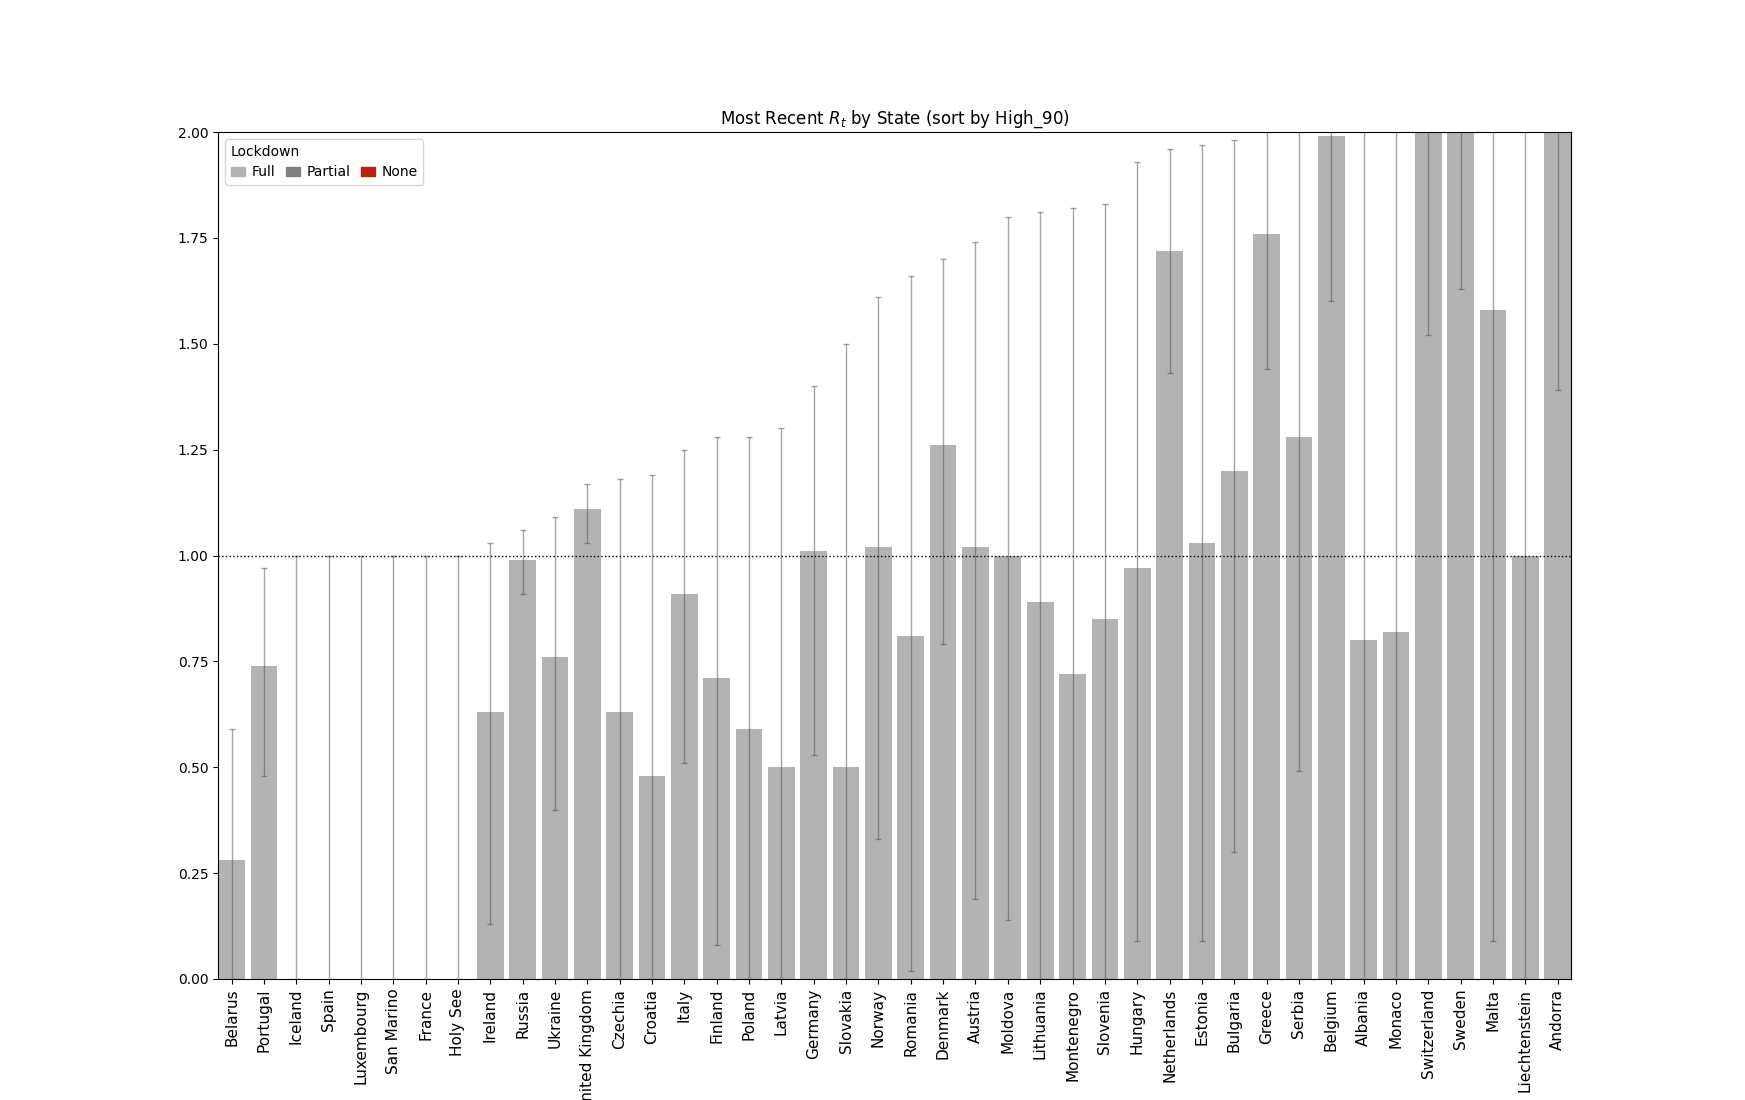 Most Recent R_t by State (sort by High_90)
Lockdown
Full Partial None
2.00
1.75
1.50
1.25
1.00
0.75
0.50
0.25
0.00
Belarus
Portugal
Iceland
Spain
Luxembourg
San Marino
France
Holy See
Ireland
Russia
Ukraine
nited Kingdom
Czechia
Croatia
Italy
Finland
Poland
Latvia
Germany
Slovakia
Norway
Romania
Denmark
Austria
Moldova
Lithuania
Montenegro
Slovenia
Hungary
Netherlands
Estonia
Bulgaria
Greece
Serbia
Belgium
Albania
Monaco
Switzerland
Sweden
Malta
Liechtenstein
Andorra